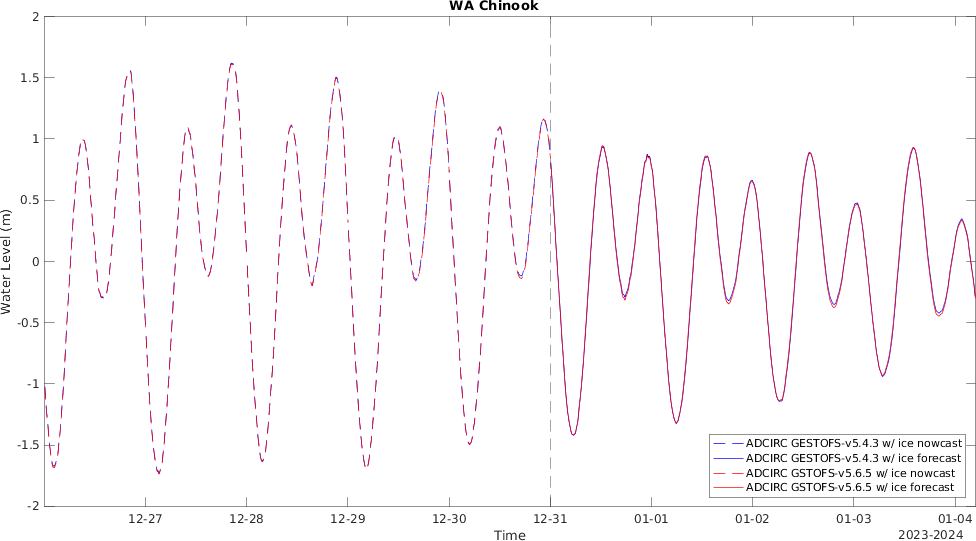 WA Chinook
Water Level (m)
2
1.5
1
0.5
0
-0.5
-1
-1.5
-2
12-27 12-28 12-29 12-30 12-31 01-01 01-02 01-03 01-04
Time
2023-2024
ADCIRC GESTOFS-v5.4.3 w/ ice nowcast
ADCIRC GESTOFS-v5.4.3 w/ ice forecast
ADCIRC GSTOFS-v5.6.5 w/ ice nowcast
ADCIRC GSTOFS-v5.6.5 w/ ice forecast